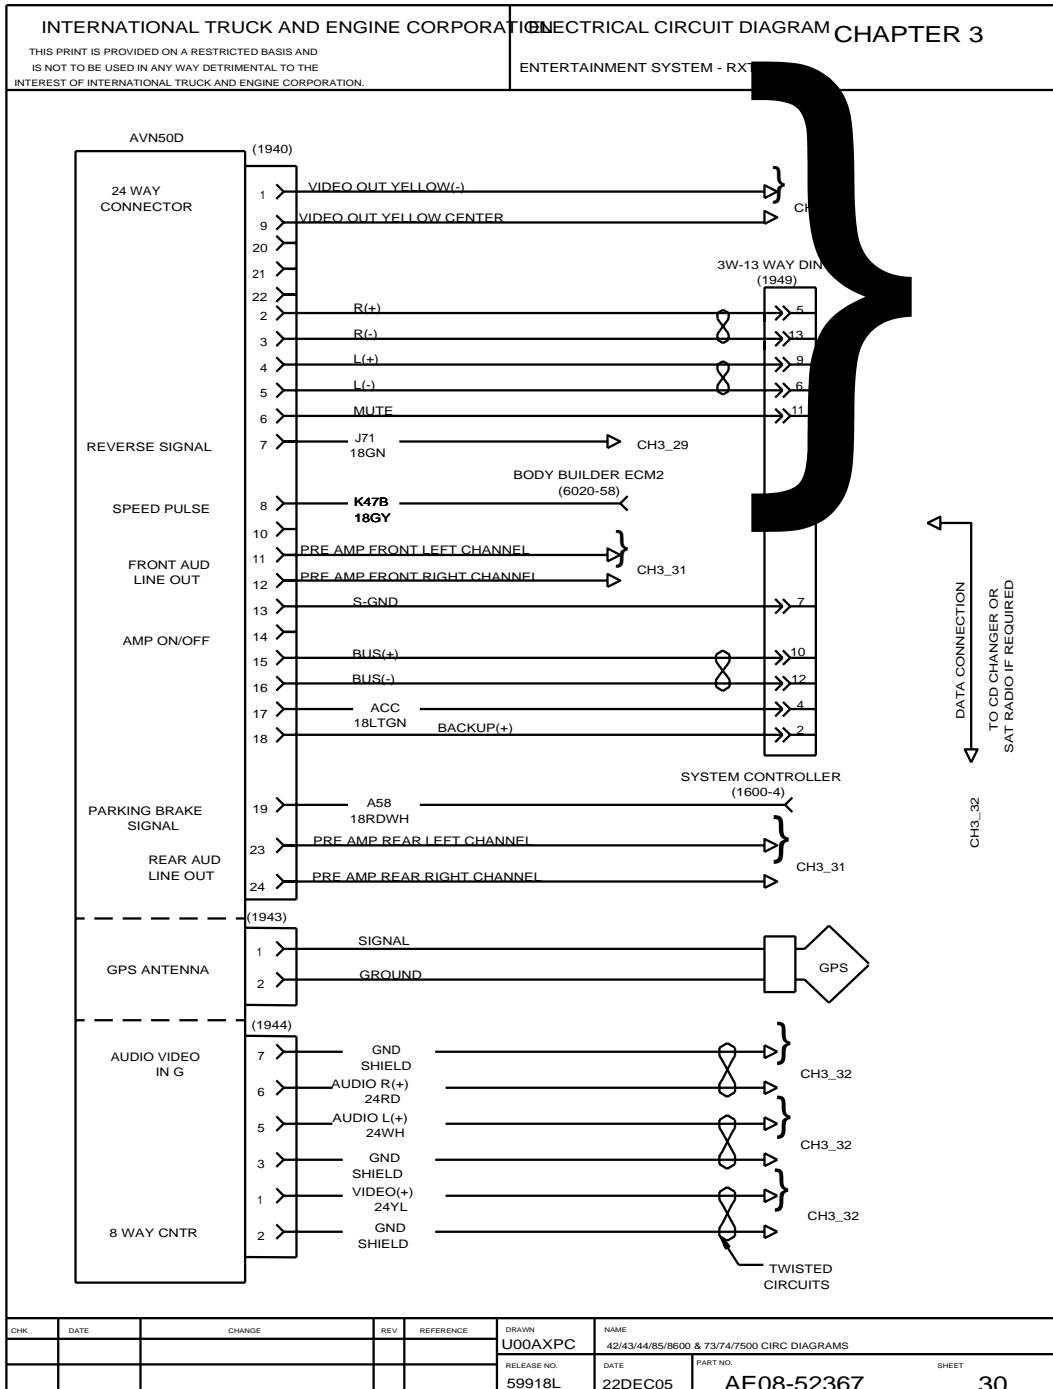 INTERNATIONAL TRUCK AND ENGINE CORPORATION
ELECTRICAL CIRCUIT DIAGRAM
CHAPTER 3
THIS PRINT IS PROVIDED ON A RESTRICTED BASIS AND
IS NOT TO BE USED IN ANY WAY DETRIMENTAL TO THE
INTEREST OF INTERNATIONAL TRUCK AND ENGINE CORPORATION.
ENTERTAINMENT SYSTEM -
AVN50D
(1940)
24 WAY
CONNECTOR
1 VIDEO OUT YELLOW(-)
9 VIDEO OUT YELLOW CENTER
20
21
22
3W-13 WAY DIN
(1949)
2 R(+) 5
3 R(-) 13
4 L(+) 9
5 L(-) 6
6 MUTE 11
REVERSE SIGNAL 7 J71 CH3_29
18GN
BODY BUILDER ECM2
(6020-58)
SPEED PULSE 8 K47B
18GY
10
FRONT AUD
LINE OUT
11 PRE AMP FRONT LEFT CHANNEL
CH3_31
12 PRE AMP FRONT RIGHT CHANNEL
13 S-GND 7
AMP ON/OFF 14
15 BUS(+) 10
16 BUS(-) 12
17 ACC 4
18LTGN
18 BACKUP(+) 2
DATA CONNECTION
TO CD CHANGER OR
SAT RADIO IF REQUIRED
CH3_32
SYSTEM CONTROLLER
(1600-4)
PARKING BRAKE
SIGNAL
19 A58
18RDWH
REAR AUD
LINE OUT
23 PRE AMP REAR LEFT CHANNEL
CH3_31
24 PRE AMP REAR RIGHT CHANNEL
(1943)
GPS ANTENNA
1 SIGNAL
GPS
2 GROUND
(1944)
AUDIO VIDEO
IN G
7 GND
SHIELD
CH3_32
6 AUDIO R(+)
24RD
5 AUDIO L(+)
24WH
CH3_32
3 GND
SHIELD
1 VIDEO(+)
24YL
CH3_32
8 WAY CNTR
2 GND
SHIELD
TWISTED
CIRCUITS
CHK DATE CHANGE REV REFERENCE
DRAWN
U00AXPC
NAME
42/43/44/85/8600 & 73/74/7500 CIRC DIAGRAMS
RELEASE NO.
59918L
DATE
22DEC05
PART NO.
AE08-52367
SHEET
30